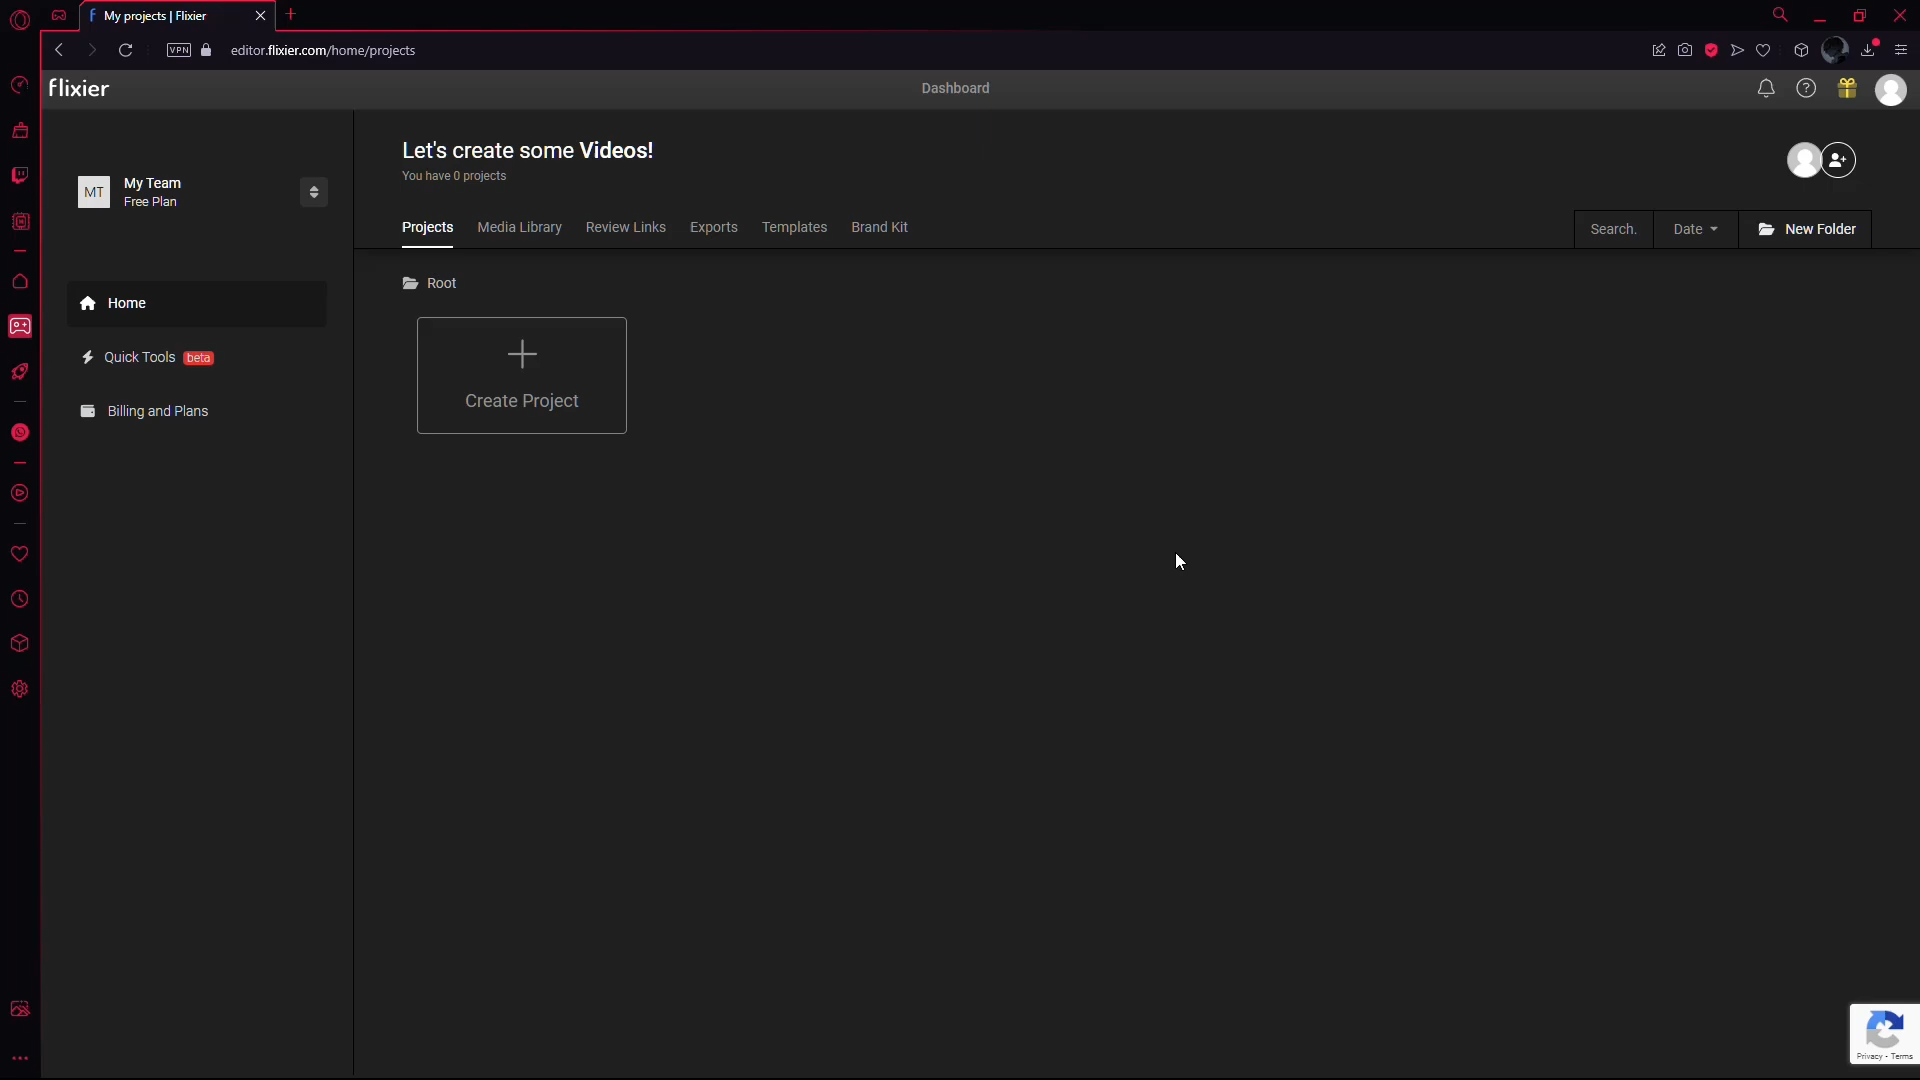 My projects | Flixier
VPN editor.flixier.com/home/projects
flixier
Dashboard
MT
My Team
Free Plan
Home
Quick Tools beta
Billing and Plans
Let's create some Videos!
You have 0 projects
Projects Media Library Review Links Exports Templates Brand Kit
Search. Date New Folder
Root
Create Project
Privacy - Terms